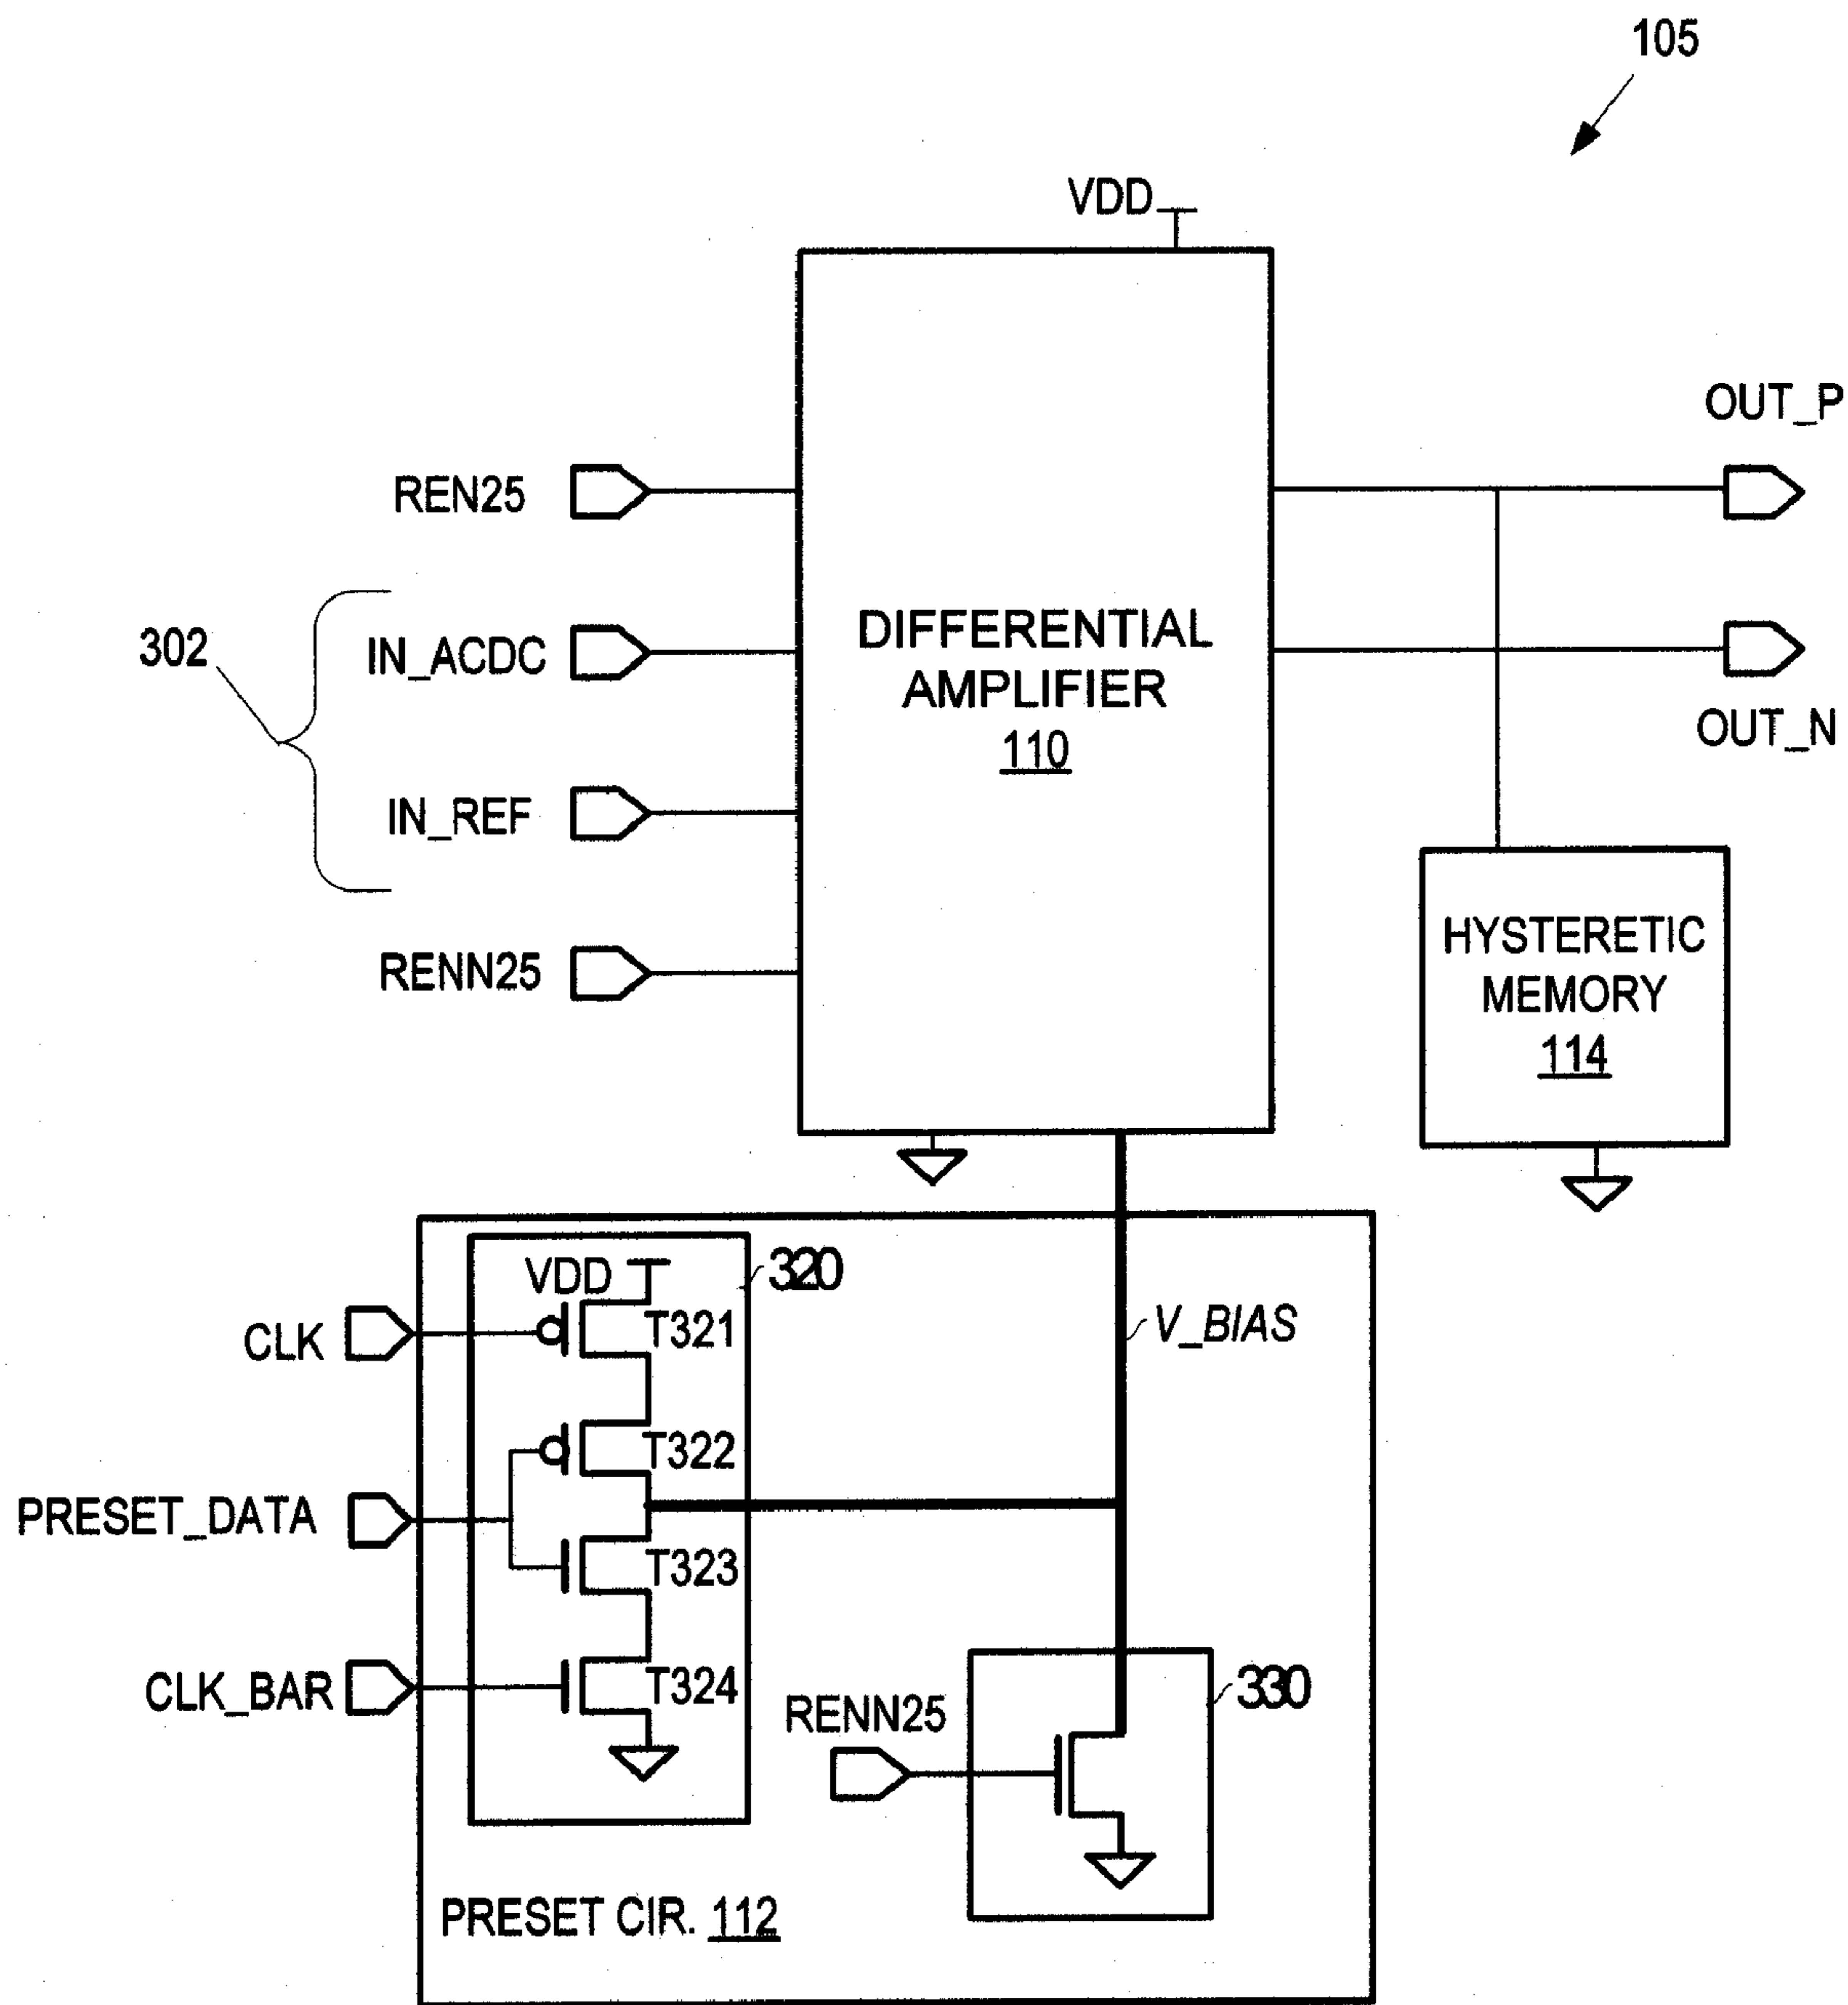 105
VDD
OUT_P
REN25
302
IN_ACDC
DIFFERENTIAL
AMPLIFIER
110
OUT_N
IN_REF
HYSTERETIC
MEMORY
114
RENN25
VDD
320
CLK
T321
V_BIAS
T322
PRESET_DATA
T323
CLK_BAR
T324
RENN25
330
PRESET CIR. 112